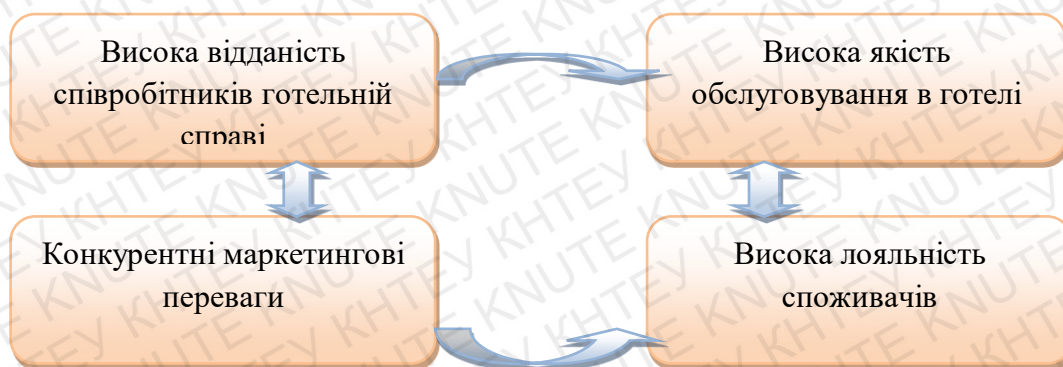 Висока відданість
співробітників готельній
справі
Висока якість
обслуговування в готелі
Конкурентні маркетингові
переваги
Висока лояльність
споживачів